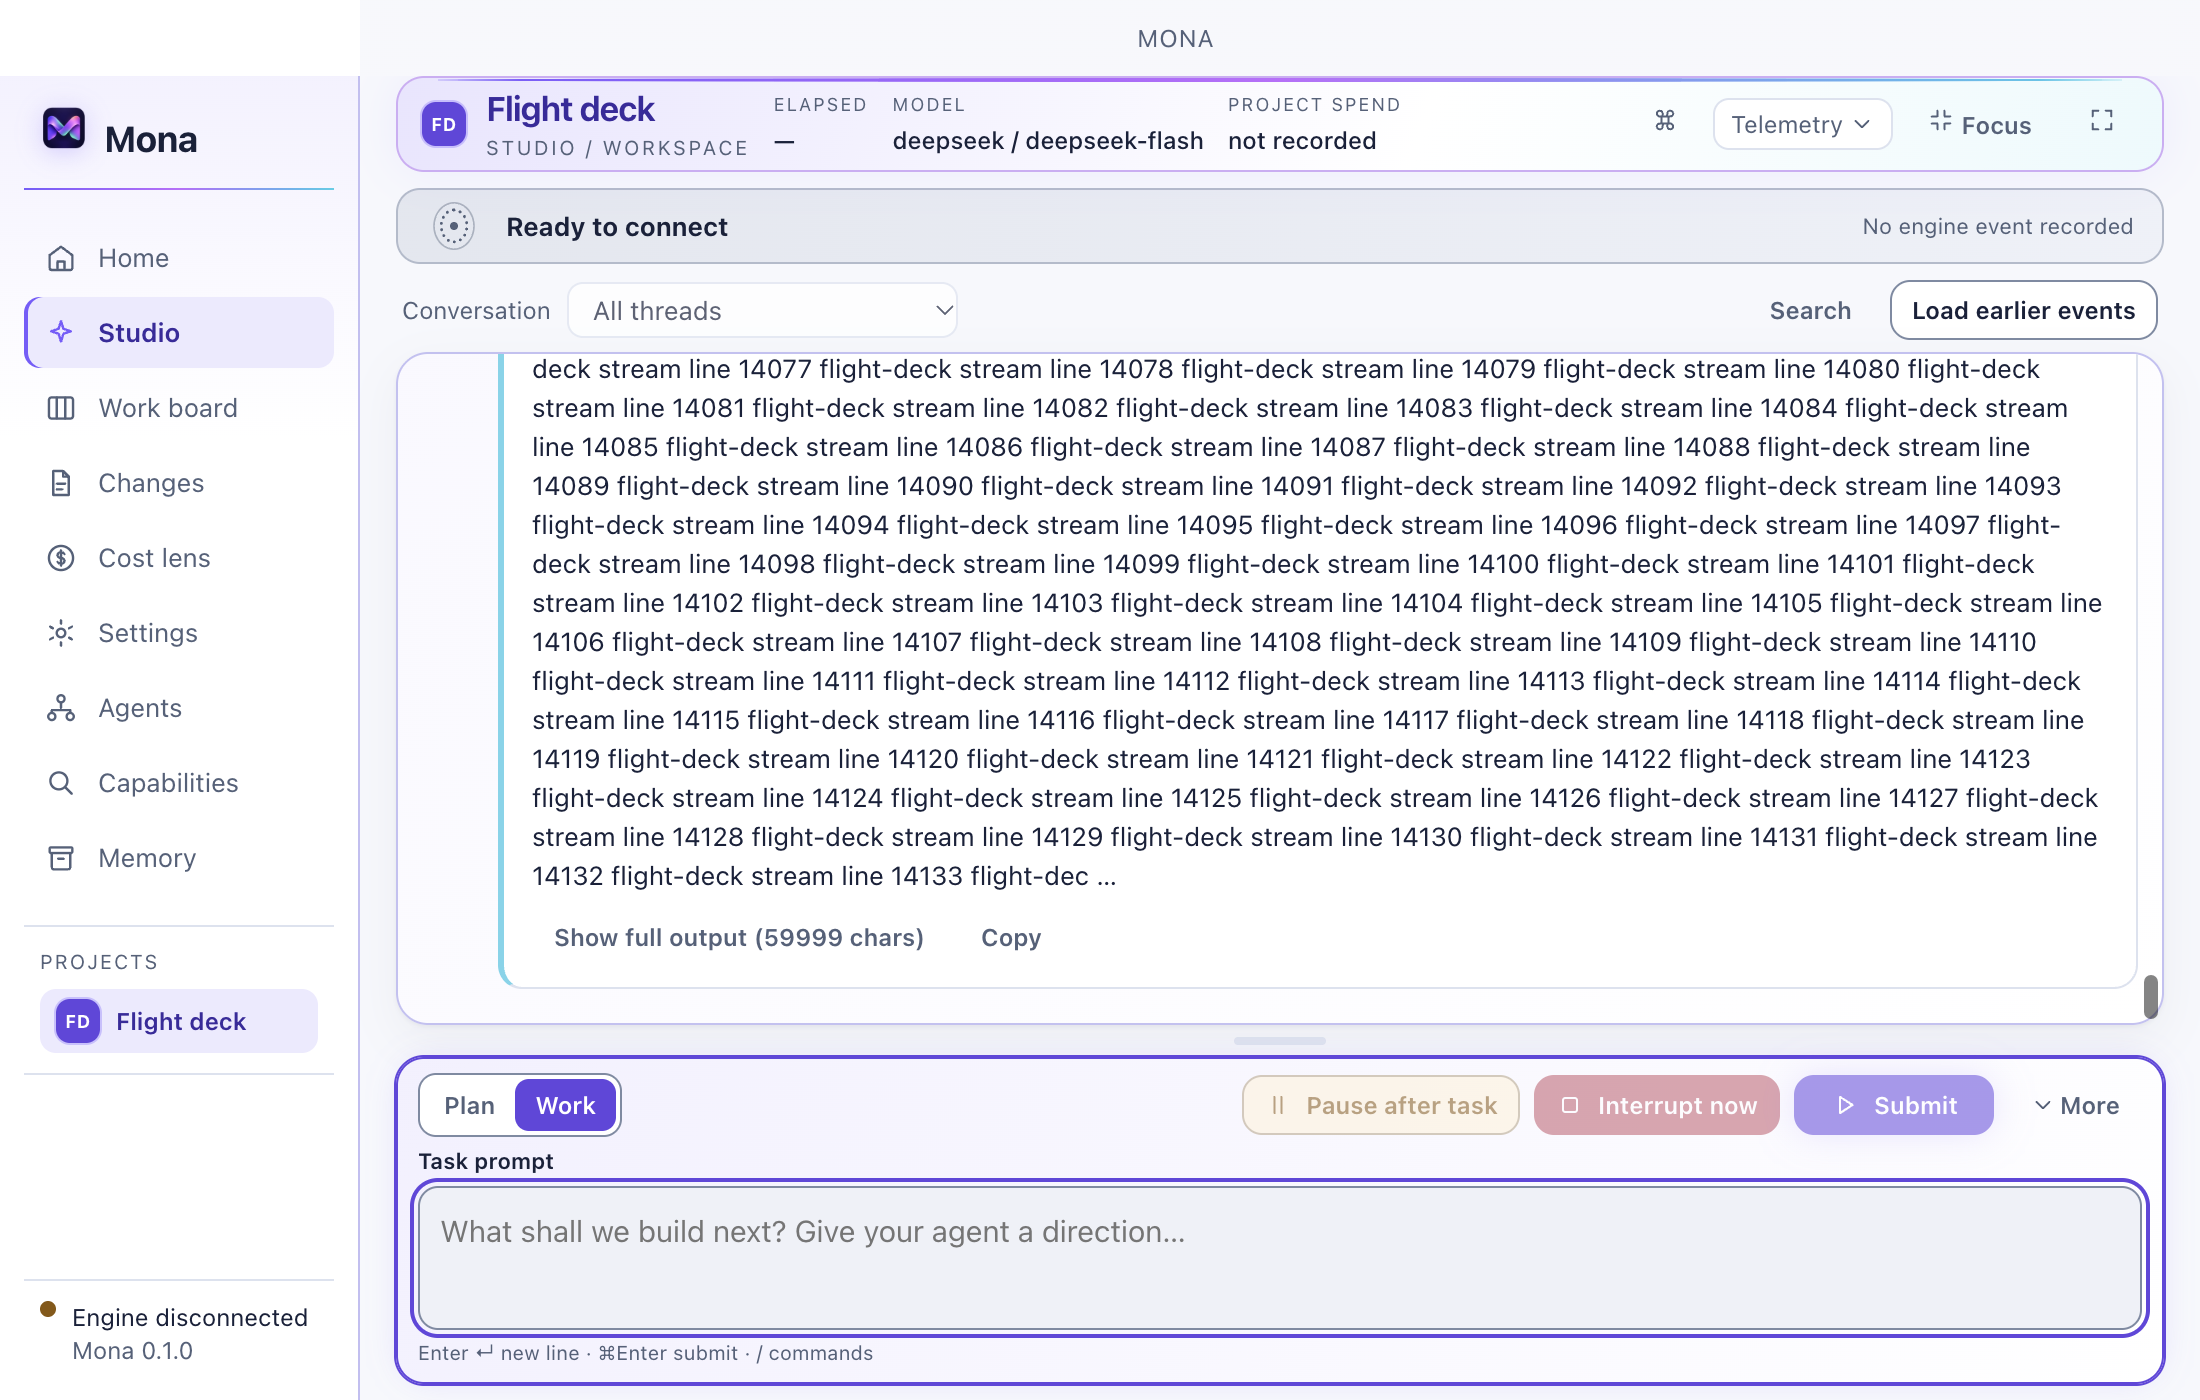 MONA
Mona
Home
Studio
Work board
Changes
Cost lens
Settings
Agents
Capabilities
Memory
PROJECTS
FD Flight deck
Engine disconnected
Mona 0.1.0
FD
Flight deck
STUDIO / WORKSPACE
ELAPSED
—
MODEL
deepseek / deepseek-flash
PROJECT SPEND
not recorded
⌘
Telemetry
Focus
Ready to connect
No engine event recorded
Conversation
All threads
Search
Load earlier events
deck stream line 14077 flight-deck stream line 14078 flight-deck stream line 14079 flight-deck stream line 14080 flight-deck
stream line 14081 flight-deck stream line 14082 flight-deck stream line 14083 flight-deck stream line 14084 flight-deck stream
line 14085 flight-deck stream line 14086 flight-deck stream line 14087 flight-deck stream line 14088 flight-deck stream line
14089 flight-deck stream line 14090 flight-deck stream line 14091 flight-deck stream line 14092 flight-deck stream line 14093
flight-deck stream line 14094 flight-deck stream line 14095 flight-deck stream line 14096 flight-deck stream line 14097 flight-
deck stream line 14098 flight-deck stream line 14099 flight-deck stream line 14100 flight-deck stream line 14101 flight-deck
stream line 14102 flight-deck stream line 14103 flight-deck stream line 14104 flight-deck stream line 14105 flight-deck stream line
14106 flight-deck stream line 14107 flight-deck stream line 14108 flight-deck stream line 14109 flight-deck stream line 14110
flight-deck stream line 14111 flight-deck stream line 14112 flight-deck stream line 14113 flight-deck stream line 14114 flight-deck
stream line 14115 flight-deck stream line 14116 flight-deck stream line 14117 flight-deck stream line 14118 flight-deck stream line
14119 flight-deck stream line 14120 flight-deck stream line 14121 flight-deck stream line 14122 flight-deck stream line 14123
flight-deck stream line 14124 flight-deck stream line 14125 flight-deck stream line 14126 flight-deck stream line 14127 flight-deck
stream line 14128 flight-deck stream line 14129 flight-deck stream line 14130 flight-deck stream line 14131 flight-deck stream line
14132 flight-deck stream line 14133 flight-dec ...
Show full output (59999 chars)
Copy
Plan
Work
Pause after task
Interrupt now
Submit
More
Task prompt
What shall we build next? Give your agent a direction...
Enter ↵ new line · ⌘Enter submit · / commands